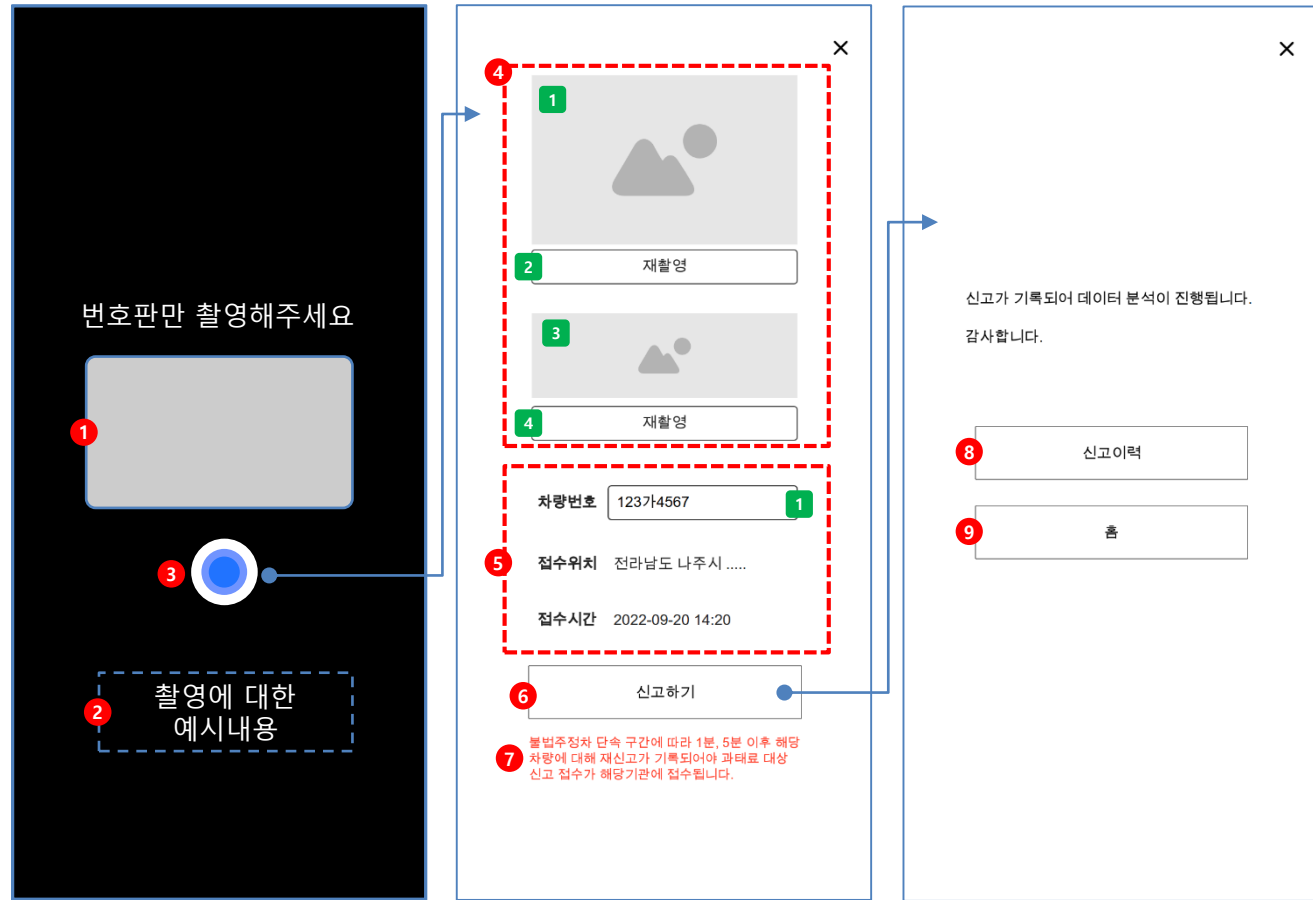 번호판만 촬영해주세요
1
3
촬영에 대한
2
예시내용
×
4
1
2
재촬영
3
4
재촬영
차량번호
123가4567
1
5
접수위치
전라남도 나주시 .....
접수시간
2022-09-20 14:20
6
신고하기
7
불법주정차 단속 구간에 따라 1분, 5분 이후 해당
차량에 대해 재신고가 기록되어야 과태료 대상
신고 접수가 해당기관에 접수됩니다.
×
신고가 기록되어 데이터 분석이 진행됩니다.
감사합니다.
8
신고이력
9
홈